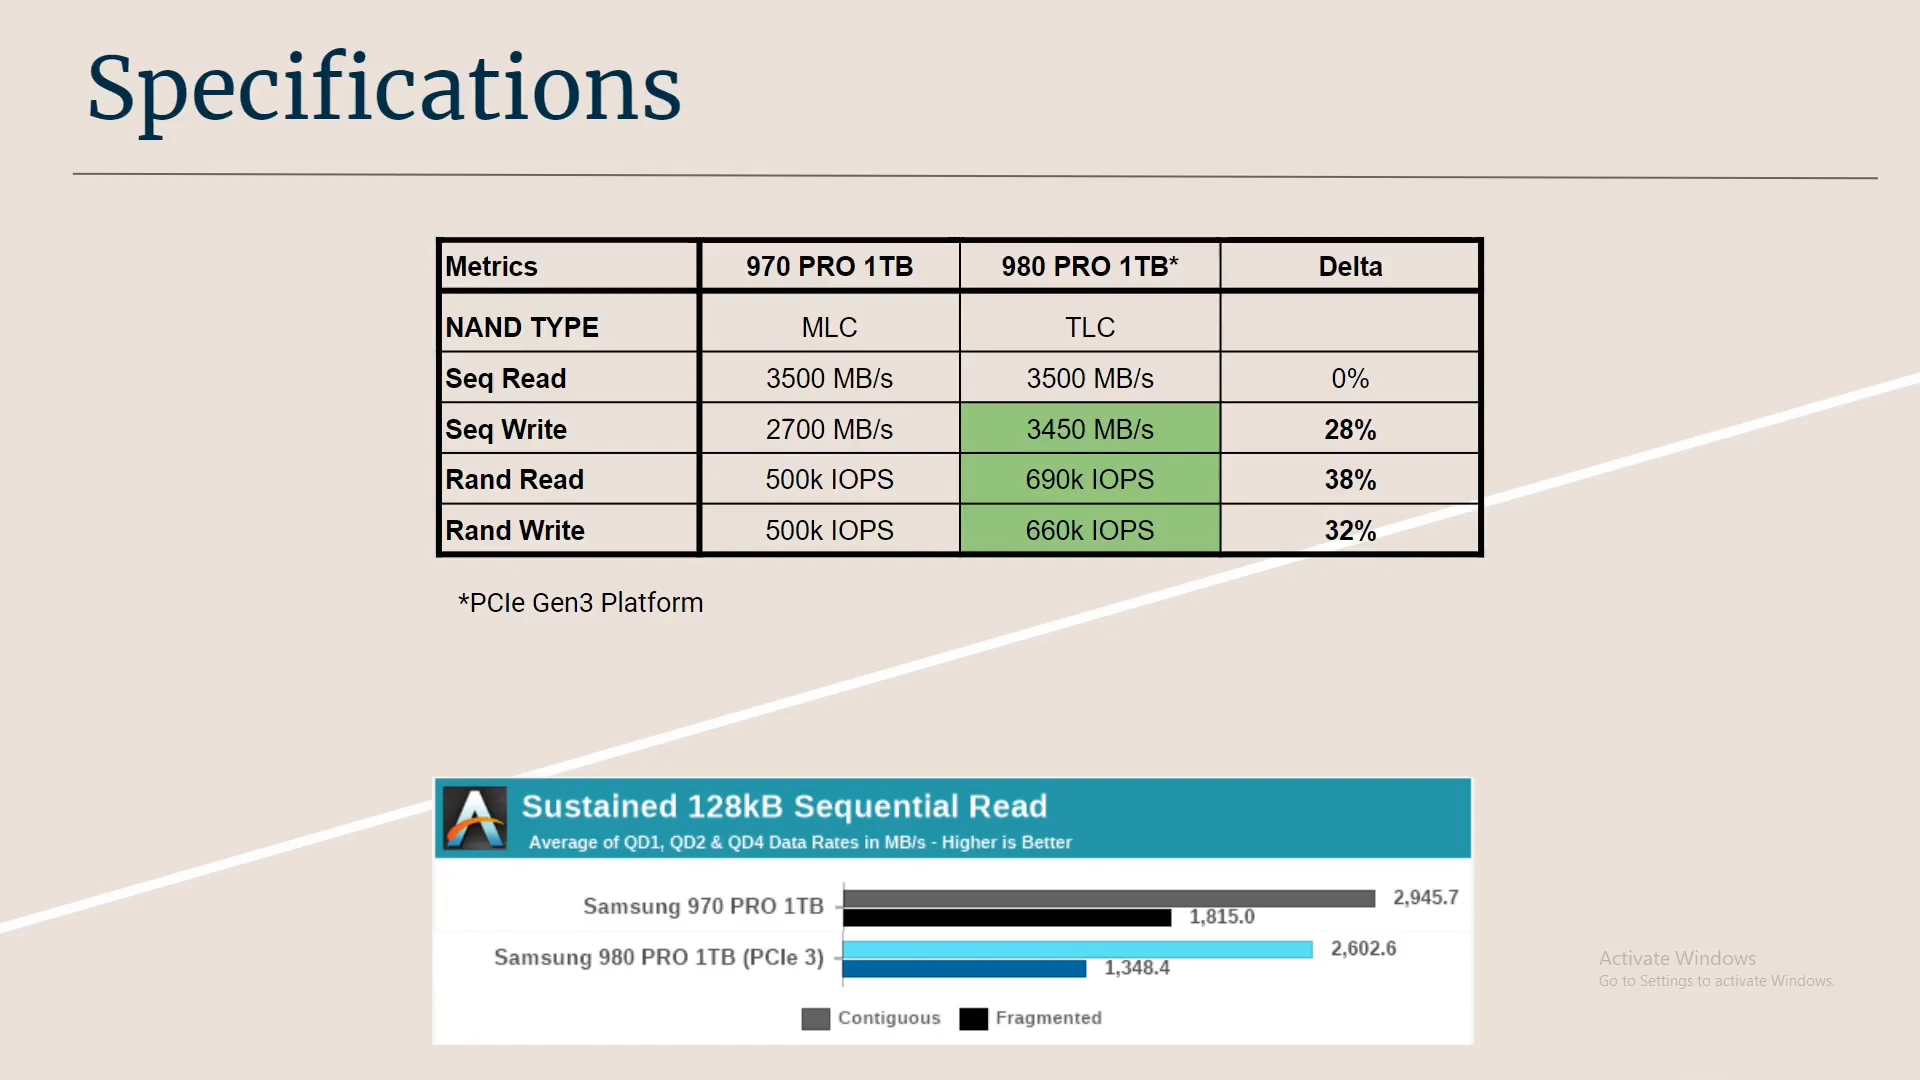 Specifications
Metrics 970 PRO 1TB 980 PRO 1TB* Delta
NAND TYPE MLC TLC
Seq Read 3500 MB/s 3500 MB/s 0%
Seq Write 2700 MB/s 3450 MB/s 28%
Rand Read 500k IOPS 690k IOPS 38%
Rand Write 500k IOPS 660k IOPS 32%
*PCIe Gen3 Platform
Sustained 128kB Sequential Read
Average of QD1, QD2 & QD4 Data Rates in MB/s - Higher is Better
Samsung 970 PRO 1TB 2,945.7
1,815.0
Samsung 980 PRO 1TB (PCIe 3) 2,602.6
1,348.4
Contiguous Fragmented
Activate Windows
Go to Settings to activate Windows.